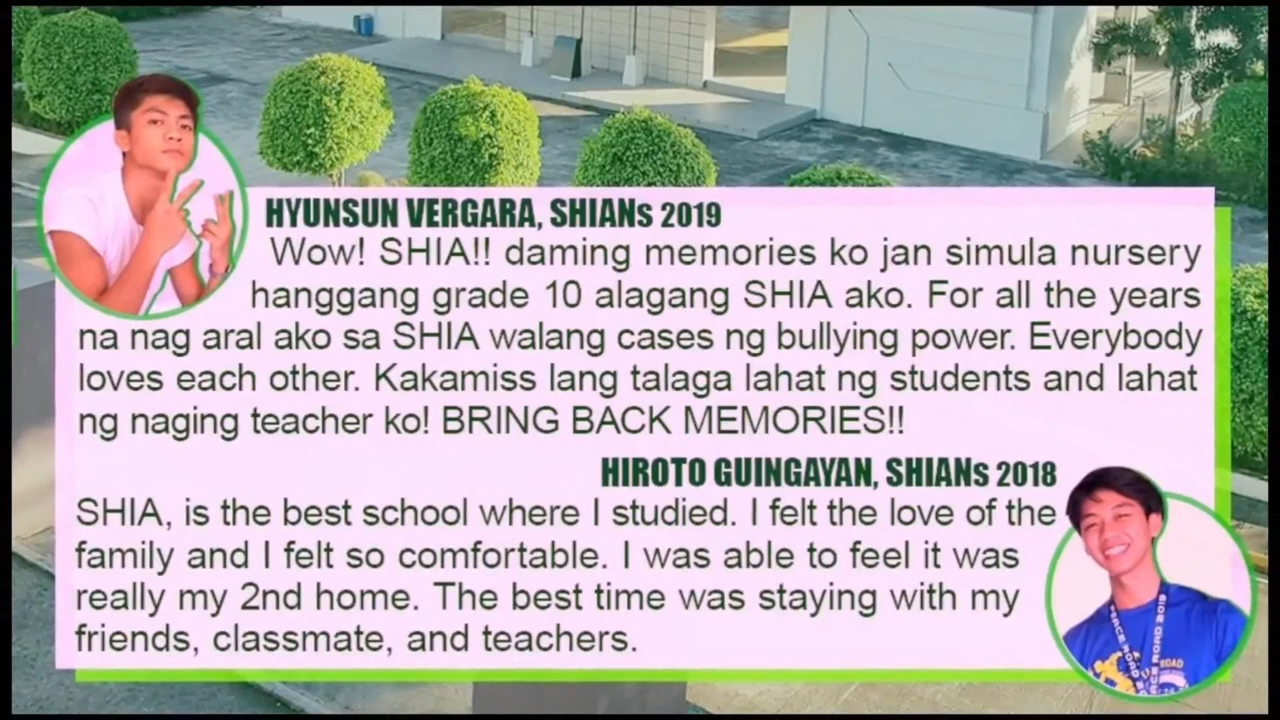 HYUNSUN VERGARA, SHIANs 2019
Wow! SHIA!! daming memories ko jan simula nursery
hanggang grade 10 alagang SHIA ako. For all the years
na nag aral ako sa SHIA walang cases ng bullying power. Everybody
loves each other. Kakamiss lang talaga lahat ng students and lahat
ng naging teacher ko! BRING BACK MEMORIES!!
HIROTO GUINGAYAN, SHIANs 2018
SHIA, is the best school where I studied. I felt the love of the
family and I felt so comfortable. I was able to feel it was
really my 2nd home. The best time was staying with my
friends, classmate, and teachers.
PEACE ROAD 2019
ROAD